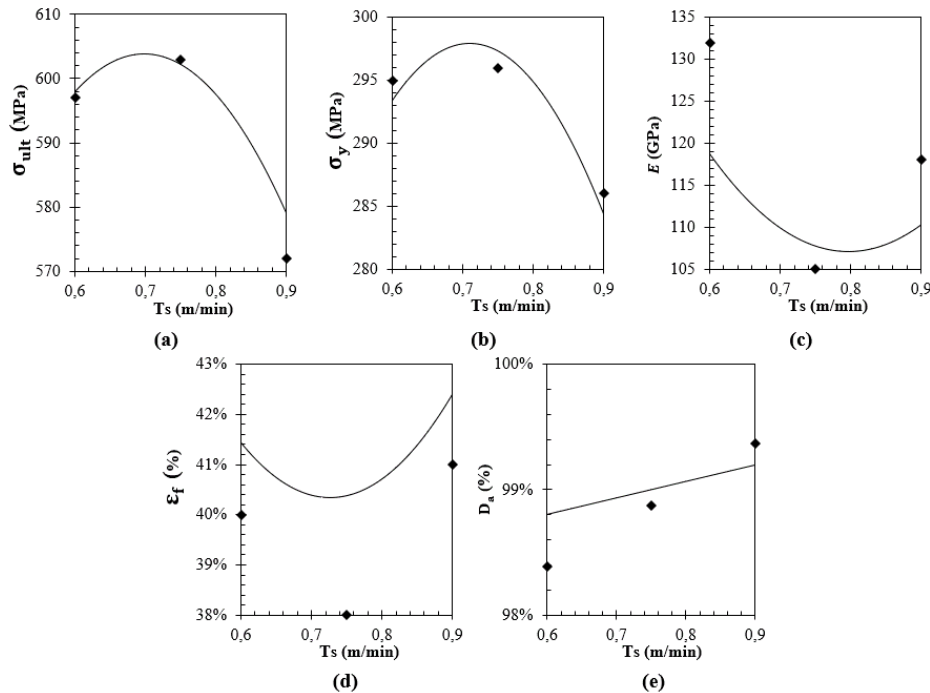 610
600
590
580
570
σult (MPa)
0,6 0,7 0,8 0,9
Ts (m/min)
(a)
300
295
290
285
280
σy (MPa)
0,6 0,7 0,8 0,9
Ts (m/min)
(b)
135
130
125
120
115
110
105
E (GPa)
0,6 0,7 0,8 0,9
Ts (m/min)
(c)
43%
42%
41%
40%
39%
38%
εf (%)
0,6 0,7 0,8 0,9
Ts (m/min)
(d)
100%
99%
98%
Da (%)
0,6 0,7 0,8 0,9
Ts (m/min)
(e)